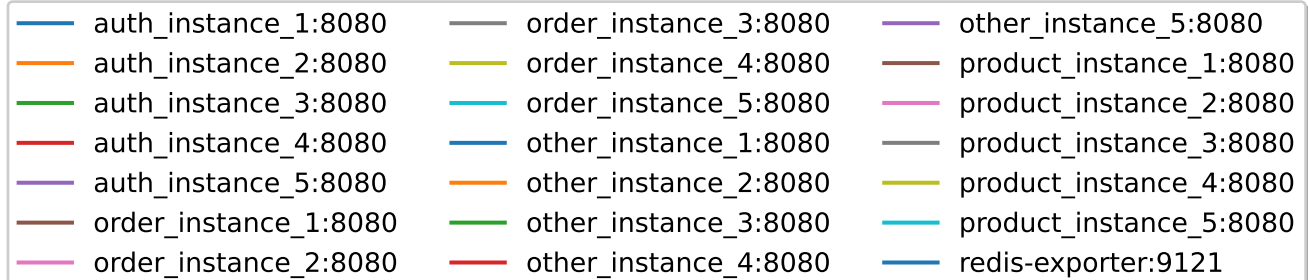 auth_instance_1:8080
auth_instance_2:8080
auth_instance_3:8080
auth_instance_4:8080
auth_instance_5:8080
order_instance_1:8080
order_instance_2:8080
order_instance_3:8080
order_instance_4:8080
order_instance_5:8080
other_instance_1:8080
other_instance_2:8080
other_instance_3:8080
other_instance_4:8080
other_instance_5:8080
product_instance_1:8080
product_instance_2:8080
product_instance_3:8080
product_instance_4:8080
product_instance_5:8080
redis-exporter:9121